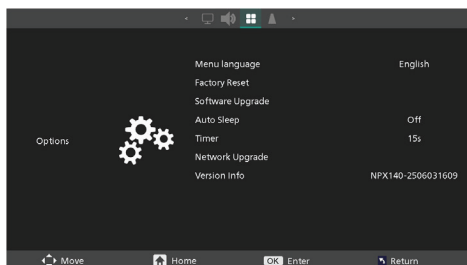 Menu language English
Factory Reset
Software Upgrade
Auto Sleep Off
Options
Timer 15s
Network Upgrade
Version Info NPX140-2506031609
Move Home OK Enter Return